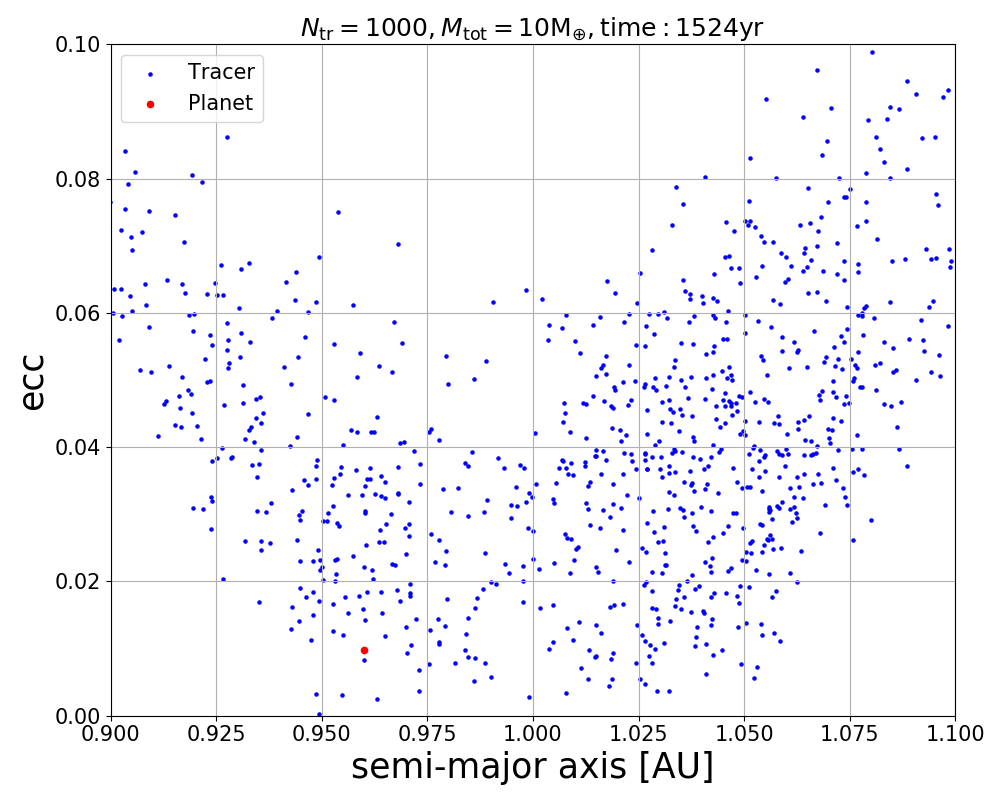 N_tr = 1000, M_tot = 10M_⊕, time : 1524yr
Tracer
Planet
0.10
0.08
0.06
0.04
0.02
0.00
ecc
0.900 0.925 0.950 0.975 1.000 1.025 1.050 1.075 1.100
semi-major axis [AU]